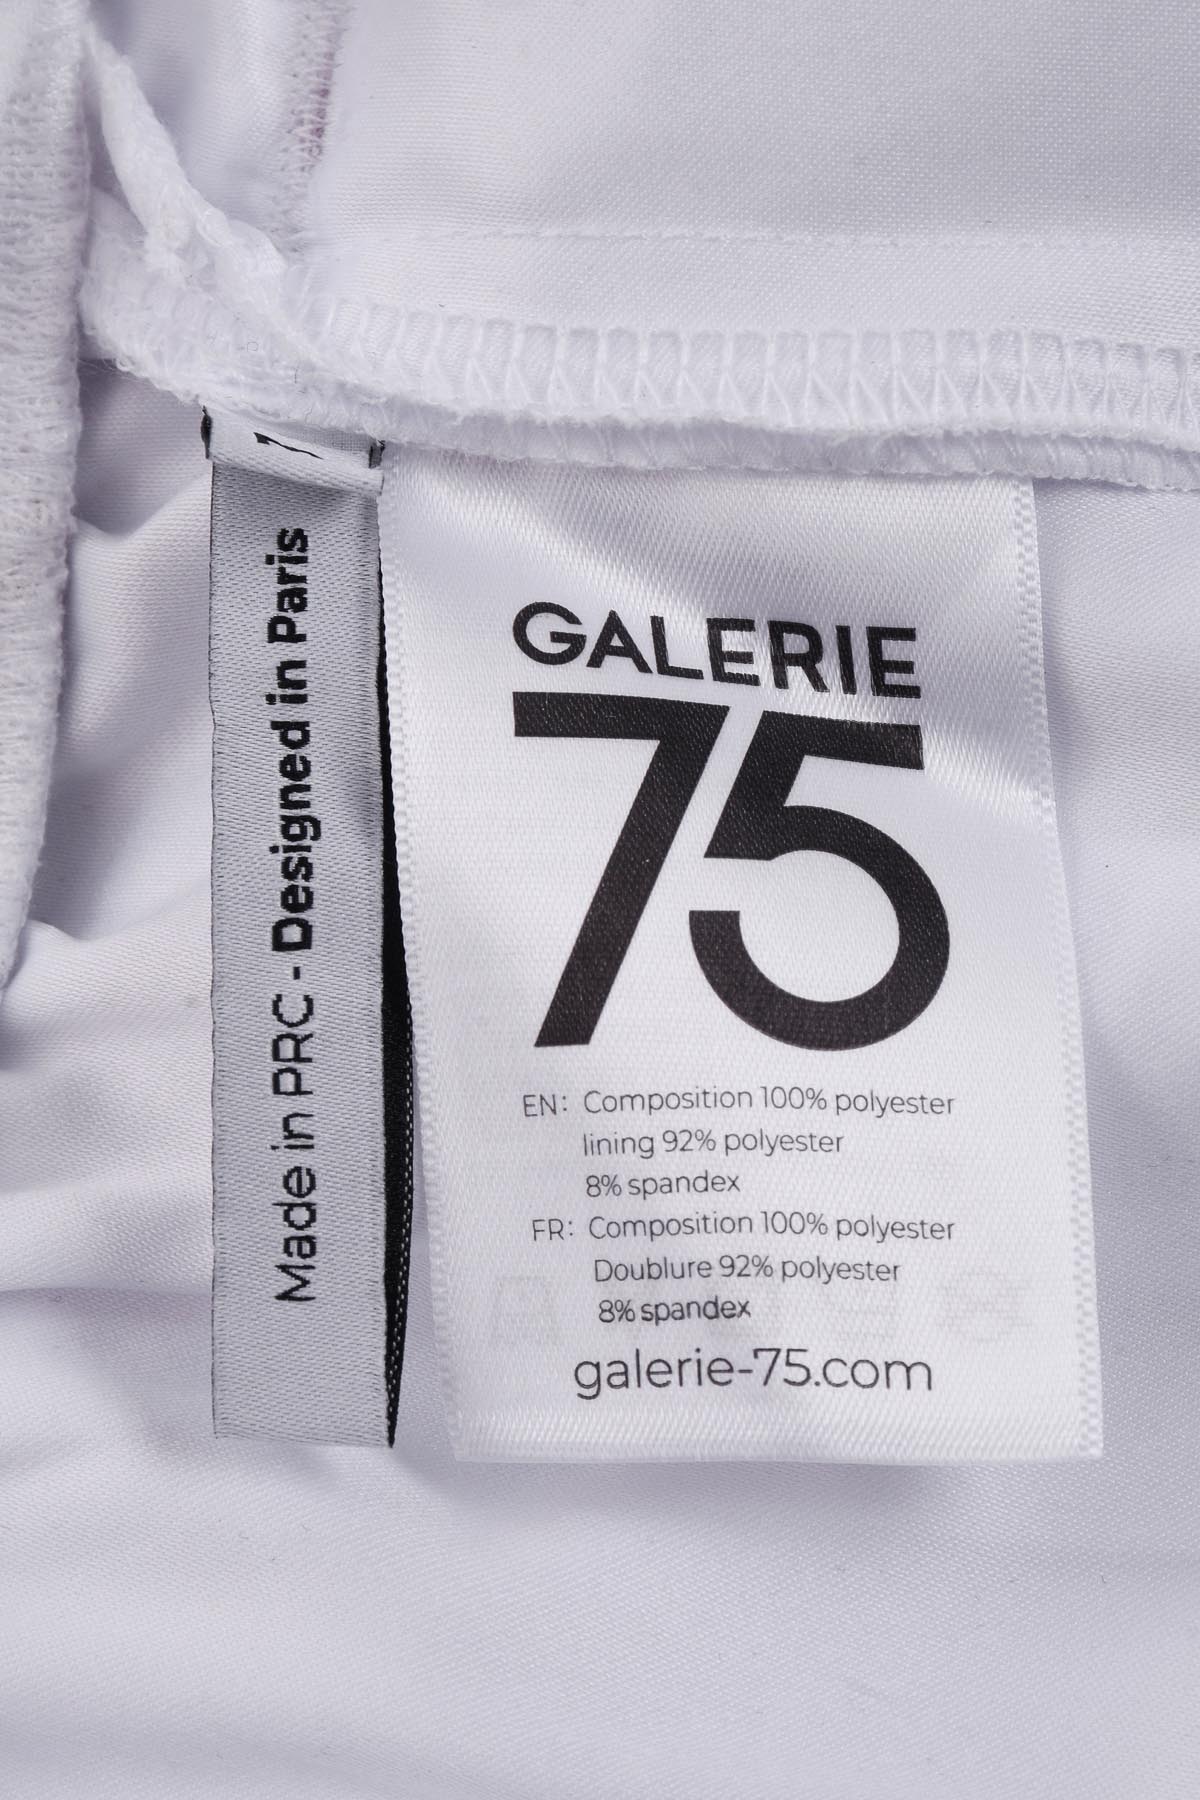 Made in PRC - Designed in Paris
GALERIE
75
EN: Composition 100% polyester
lining 92% polyester
8% spandex
FR: Composition 100% polyester
Doublure 92% polyester
8% spandex
galerie-75.com